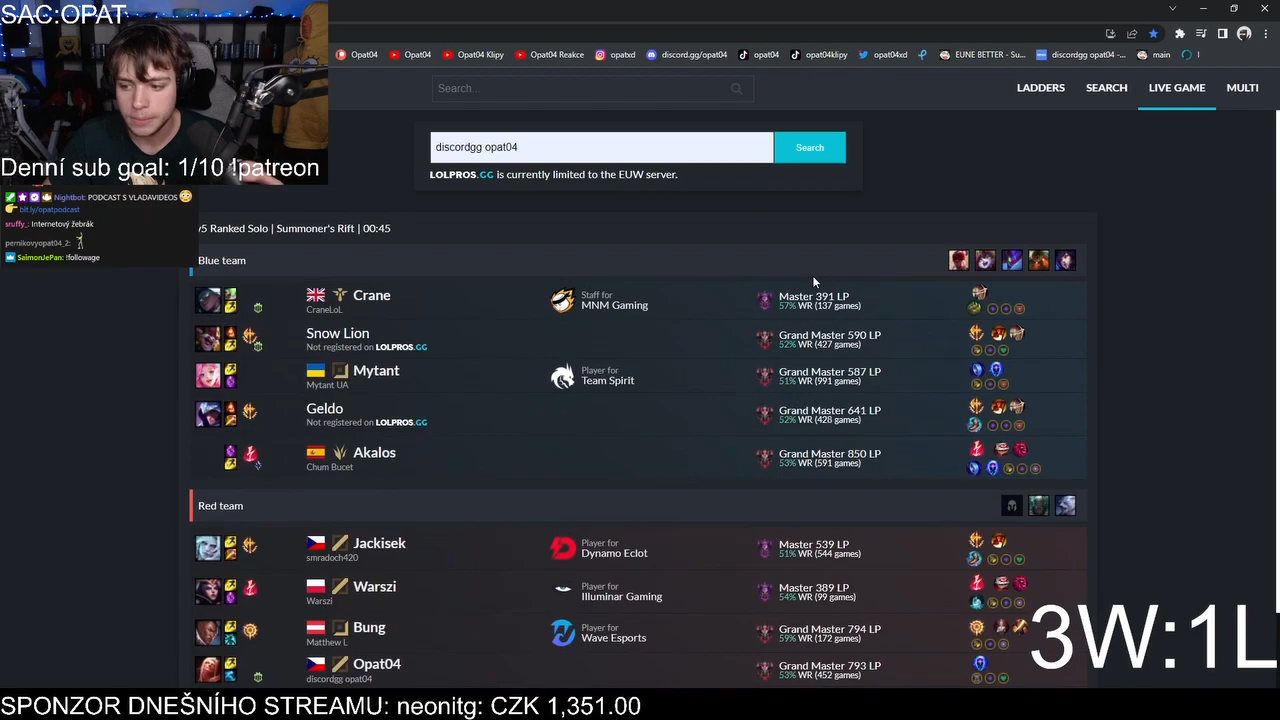 SAC:OPAT
Denní sub goal: 1/10 !patreon
Nightbot: PODCAST S VLADAVIDEOS
bit.ly/opatpodcast
sruffy_: Internetový žebrák
pernikovyopat04_2:
SaimonJePan: !followage
Opat04
Opat04
Opat04 Klipy
Opat04 Reakce
opatxd
discord.gg/opat04
opat04
opat04klipy
opat04xd
EUNE BETTER - Su...
discordgg opat04 -...
main
Search...
LADDERS
SEARCH
LIVE GAME
MULTI
discordgg opat04
Search
LOLPROS.GG is currently limited to the EUW server.
v5 Ranked Solo | Summoner's Rift | 00:45
Blue team
Crane
CraneLoL
Staff for
MNM Gaming
Master 391 LP
57% WR (137 games)
Snow Lion
Not registered on LOLPROS.GG
Grand Master 590 LP
52% WR (427 games)
Mytant
Mytant UA
Player for
Team Spirit
Grand Master 587 LP
51% WR (991 games)
Geldo
Not registered on LOLPROS.GG
Grand Master 641 LP
52% WR (428 games)
Akalos
Chum Bucet
Grand Master 850 LP
53% WR (591 games)
Red team
Jackisek
smradoch420
Player for
Dynamo Eclot
Master 539 LP
51% WR (544 games)
Warszi
Warszi
Player for
Illuminar Gaming
Master 389 LP
54% WR (99 games)
Bung
Matthew L
Player for
Wave Esports
Grand Master 794 LP
59% WR (172 games)
Opat04
discordgg opat04
Grand Master 793 LP
53% WR (452 games)
3W:1L
SPONZOR DNEŠNÍHO STREAMU: neonitg: CZK 1,351.00